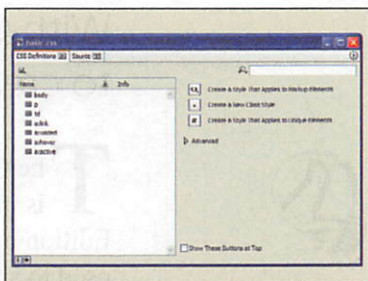 basic.css
CSS Definitions Source
Name Info
body
p
td
a:link
a:visited
a:hover
a:active
Create a Style That Applies to Markup Elements
Create a New Class Style
# Create a Style That Applies to Unique Elements
Advanced
Show These Buttons at Top